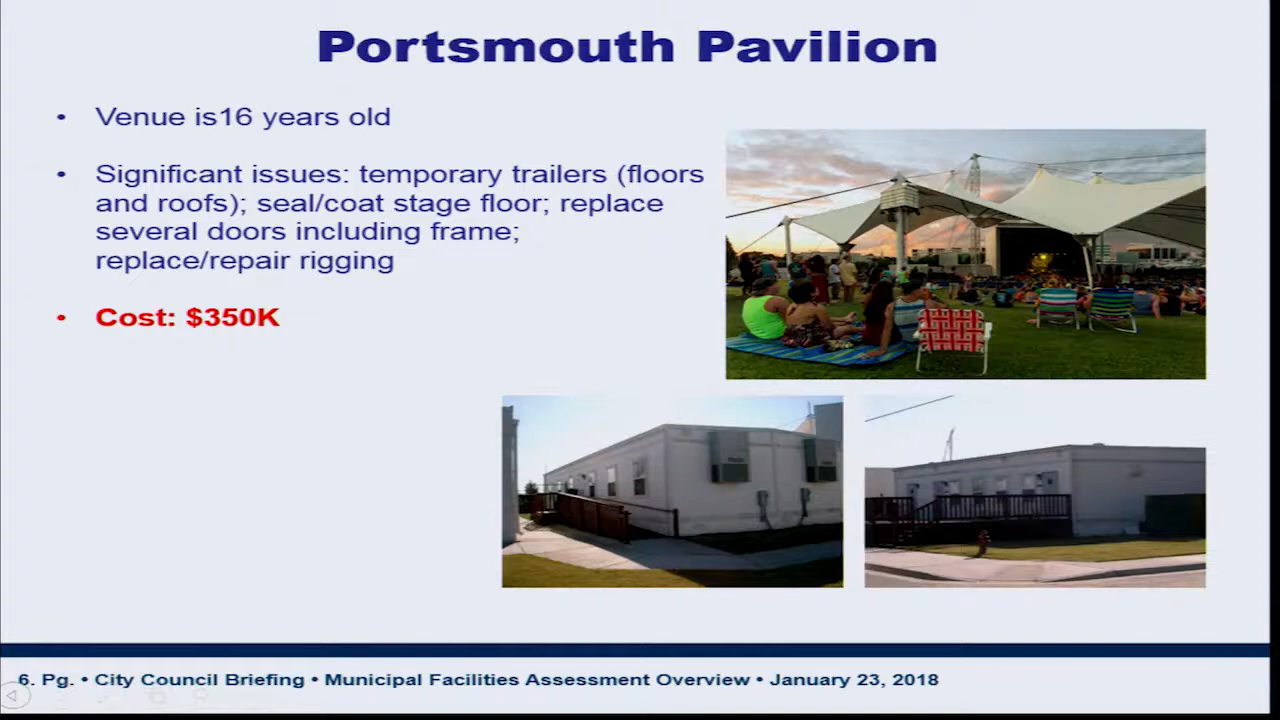 Portsmouth Pavilion
• Venue is16 years old
• Significant issues: temporary trailers (floors
and roofs); seal/coat stage floor; replace
several doors including frame;
replace/repair rigging
• Cost: $350K
6. Pg. • City Council Briefing • Municipal Facilities Assessment Overview • January 23, 2018